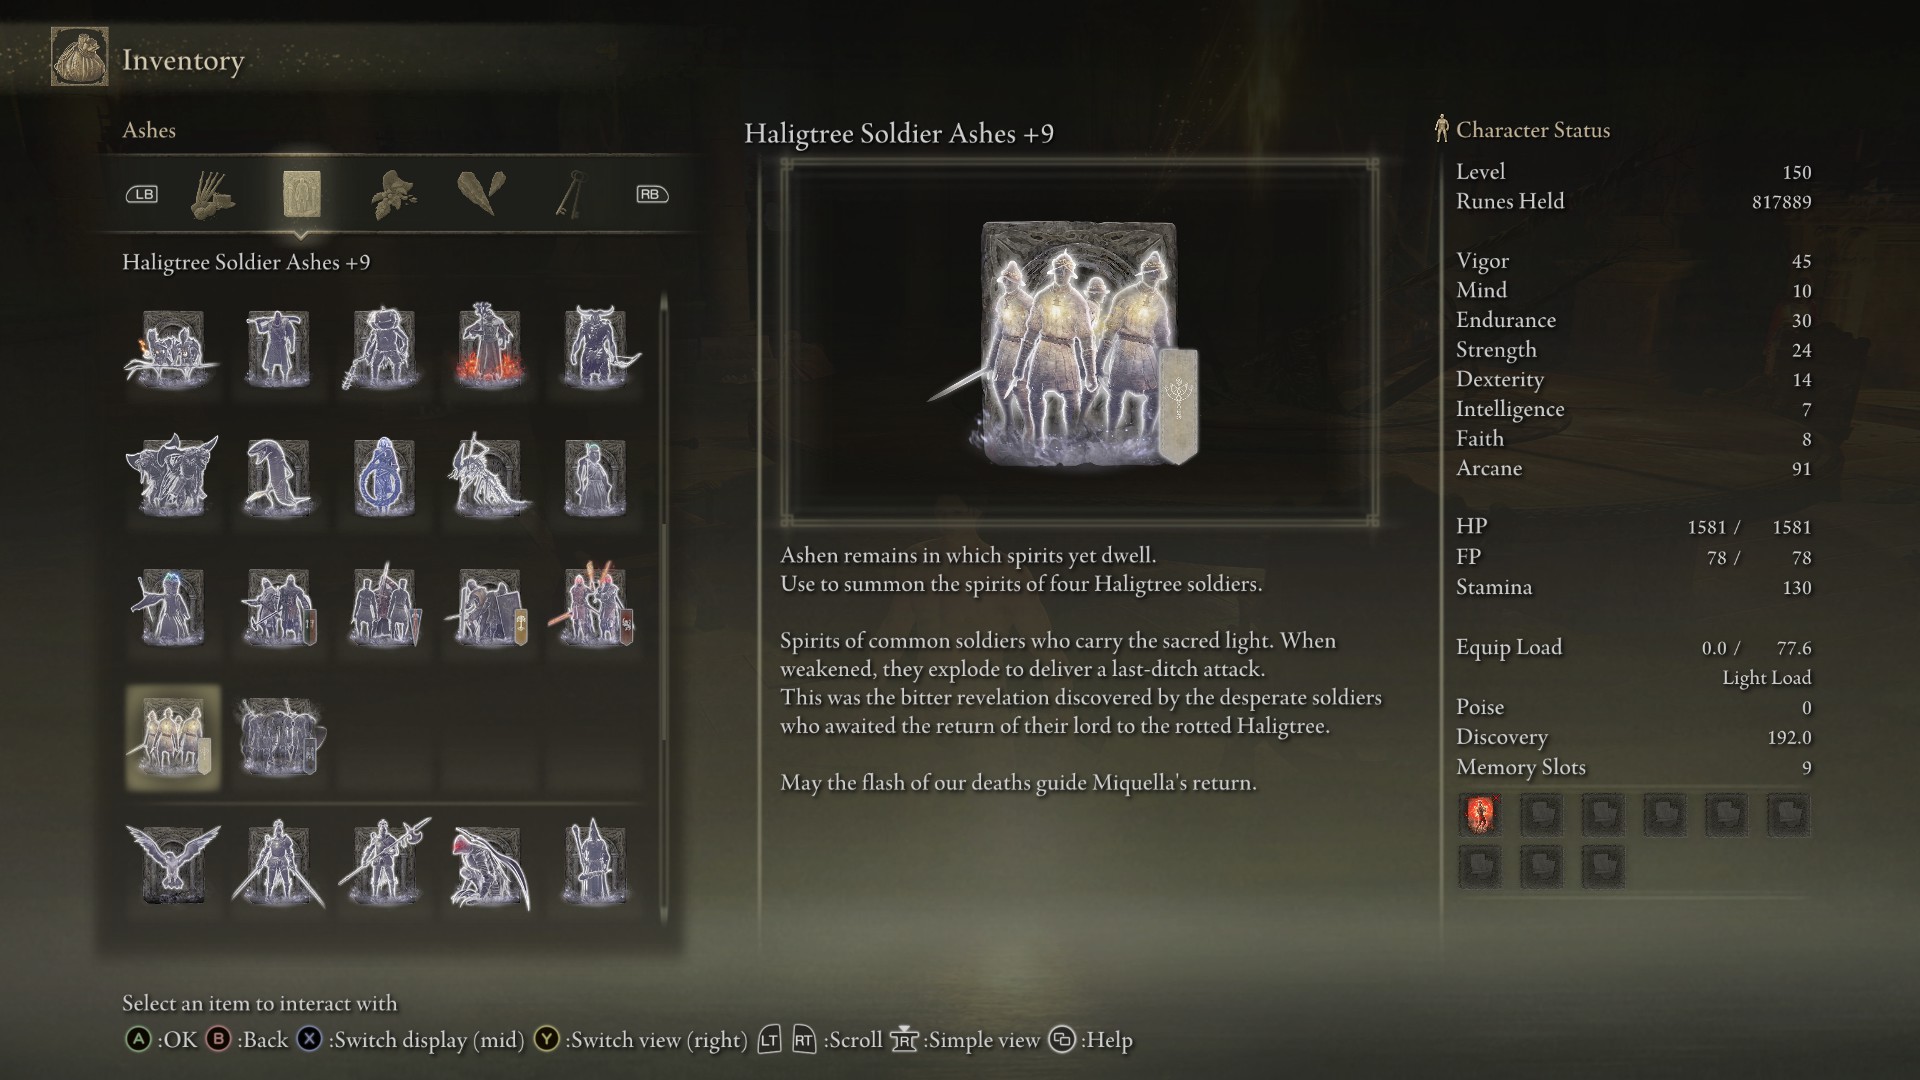 Inventory
Ashes
LB
RB
Haligtree Soldier Ashes +9
Haligtree Soldier Ashes +9
Ashen remains in which spirits yet dwell.
Use to summon the spirits of four Haligtree soldiers.
Spirits of common soldiers who carry the sacred light. When
weakened, they explode to deliver a last-ditch attack.
This was the bitter revelation discovered by the desperate soldiers
who awaited the return of their lord to the rotted Haligtree.
May the flash of our deaths guide Miquella's return.
Character Status
Level 150
Runes Held 817889
Vigor 45
Mind 10
Endurance 30
Strength 24
Dexterity 14
Intelligence 7
Faith 8
Arcane 91
HP 1581 / 1581
FP 78 / 78
Stamina 130
Equip Load 0.0 / 77.6
Light Load
Poise 0
Discovery 192.0
Memory Slots 9
Select an item to interact with
A :OK B :Back X :Switch display (mid) Y :Switch view (right) LT RT :Scroll R :Simple view :Help